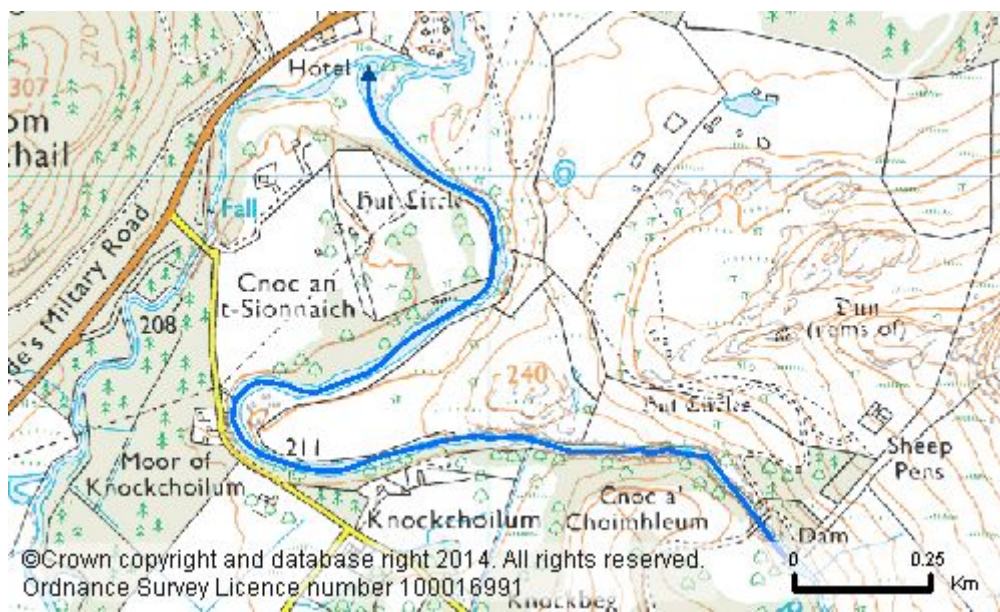 Hotel
270
307
om
hail
Fall
Hut Circle
de's Military Road
Cnoc an
t-Sionnaich
208
Dun
(rems of)
240
Hut Circles
211
Moor of
Knockchoilum
Sheep
Pens
Cnoc a'
Choimhleum
Knockchoilum
Dam
©Crown copyright and database right 2014. All rights reserved.
0 0.25
Ordnance Survey Licence number 100016991
Km
Knockbeg